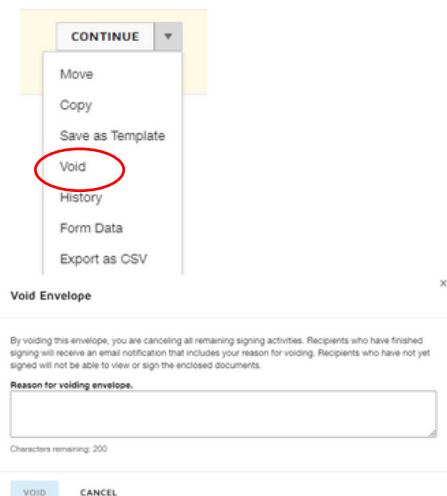 CONTINUE
Move
Copy
Save as Template
Void
History
Form Data
Export as CSV
Void Envelope
By voiding this envelope, you are canceling all remaining signing activities. Recipients who have finished
signing will receive an email notification that includes your reason for voiding. Recipients who have not yet
signed will not be able to view or sign the enclosed documents.
Reason for voiding envelope.
Characters remaining: 200
VOID CANCEL